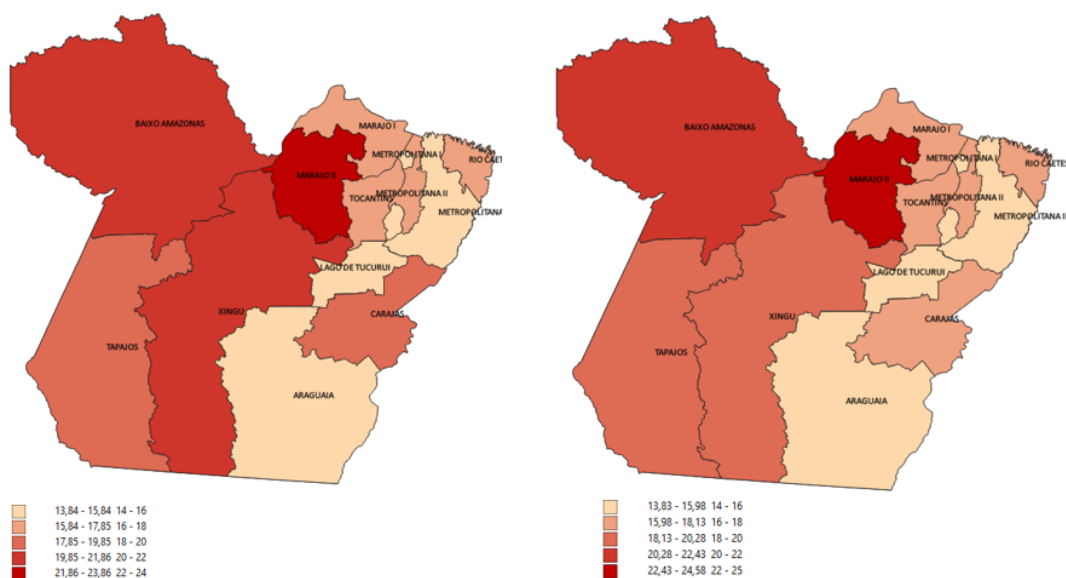 BAIXO AMAZONAS
MARAJO I
METROPOLITANA I
RIO CAETES
MARAJO II
METROPOLITANA II
TOCANTINS
METROPOLITANA
LAGO DE TUCURUI
XINGU
CARAJAS
TAPAJOS
ARAGUAIA
13,84 - 15,84 14 - 16
15,84 - 17,85 16 - 18
17,85 - 19,85 18 - 20
19,85 - 21,86 20 - 22
21,86 - 23,86 22 - 24
BAIXO AMAZONAS
MARAJO I
METROPOLITANA I
RIO CAETES
MARAJO II
METROPOLITANA II
TOCANTINS
METROPOLITANA II
LAGO DE TUCURUI
XINGU
CARAJAS
TAPAJOS
ARAGUAIA
13,83 - 15,98 14 - 16
15,98 - 18,13 16 - 18
18,13 - 20,28 18 - 20
20,28 - 22,43 20 - 22
22,43 - 24,58 22 - 25